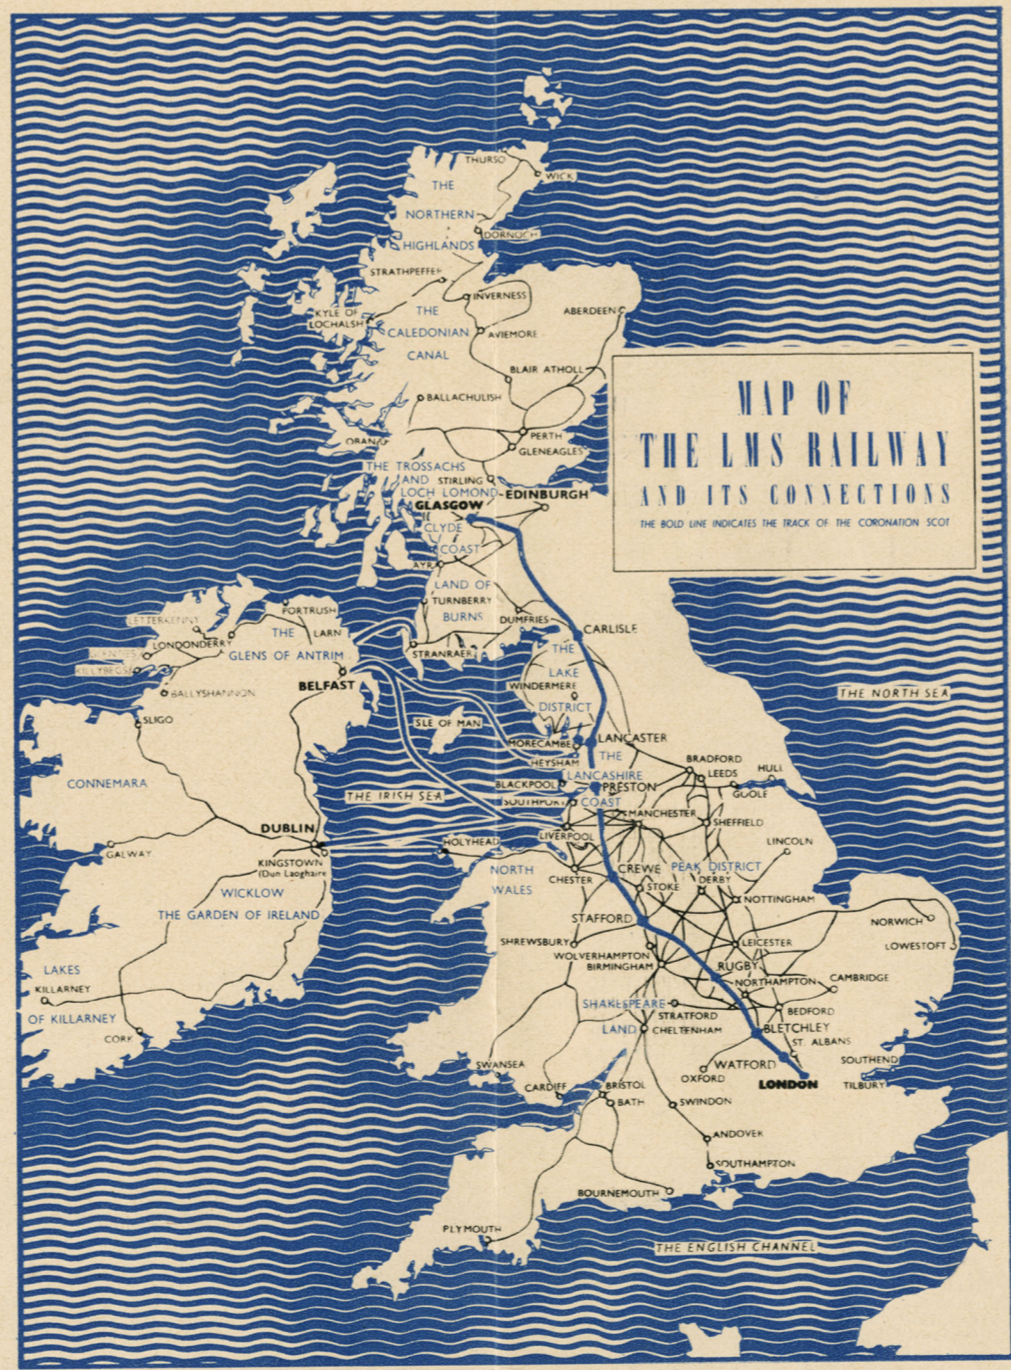 THURSO
WICK
THE
NORTHERN
HIGHLANDS
DORNOCH
STRATHPEFFER
INVERNESS
KYLE OF
LOCHALSH
THE
CALEDONIAN
CANAL
ABERDEEN
AVIEMORE
BLAIR ATHOLL
BALLACHULISH
MAP OF
THE LMS RAILWAY
AND ITS CONNECTIONS
THE BOLD LINE INDICATES THE TRACK OF THE CORONATION SCOT
OBAN
PERTH
GLENEAGLES
THE TROSSACHS
AND
LOCH LOMOND
STIRLING
EDINBURGH
GLASGOW
CLYDE
COAST
AYR
LAND OF
BURNS
TURNBERRY
DUMFRIES
STRANRAER
CARLISLE
PORTRUSH
LETTERKENNY
LONDONDERRY
THE
GLENS OF ANTRIM
LARN
KILLYBEGS
BALLYSHANNON
BELFAST
SLIGO
THE
LAKE
DISTRICT
WINDERMERE
THE NORTH SEA
ISLE OF MAN
MORECAMBE
LANCASTER
HEYSHAM
THE
LANCASHIRE
COAST
BLACKPOOL
PRESTON
SOUTHPORT
BRADFORD
LEEDS
HULL
GOOLE
CONNEMARA
THE IRISH SEA
MANCHESTER
SHEFFIELD
LIVERPOOL
LINCOLN
DUBLIN
GALWAY
KINGSTOWN
(Dun Laoghaire
HOLYHEAD
NORTH
WALES
CHESTER
CREWE
PEAK DISTRICT
STOKE
DERBY
NOTTINGHAM
WICKLOW
THE GARDEN OF IRELAND
STAFFORD
NORWICH
LOWESTOFT
SHREWSBURY
WOLVERHAMPTON
BIRMINGHAM
LEICESTER
RUGBY
NORTHAMPTON
CAMBRIDGE
LAKES
KILLARNEY
OF KILLARNEY
CORK
SHAKESPEARE
LAND
STRATFORD
CHELTENHAM
BEDFORD
BLETCHLEY
ST. ALBANS
WATFORD
OXFORD
LONDON
SOUTHEND
TILBURY
SWANSEA
CARDIFF
BRISTOL
BATH
SWINDON
ANDOVER
SOUTHAMPTON
BOURNEMOUTH
PLYMOUTH
THE ENGLISH CHANNEL